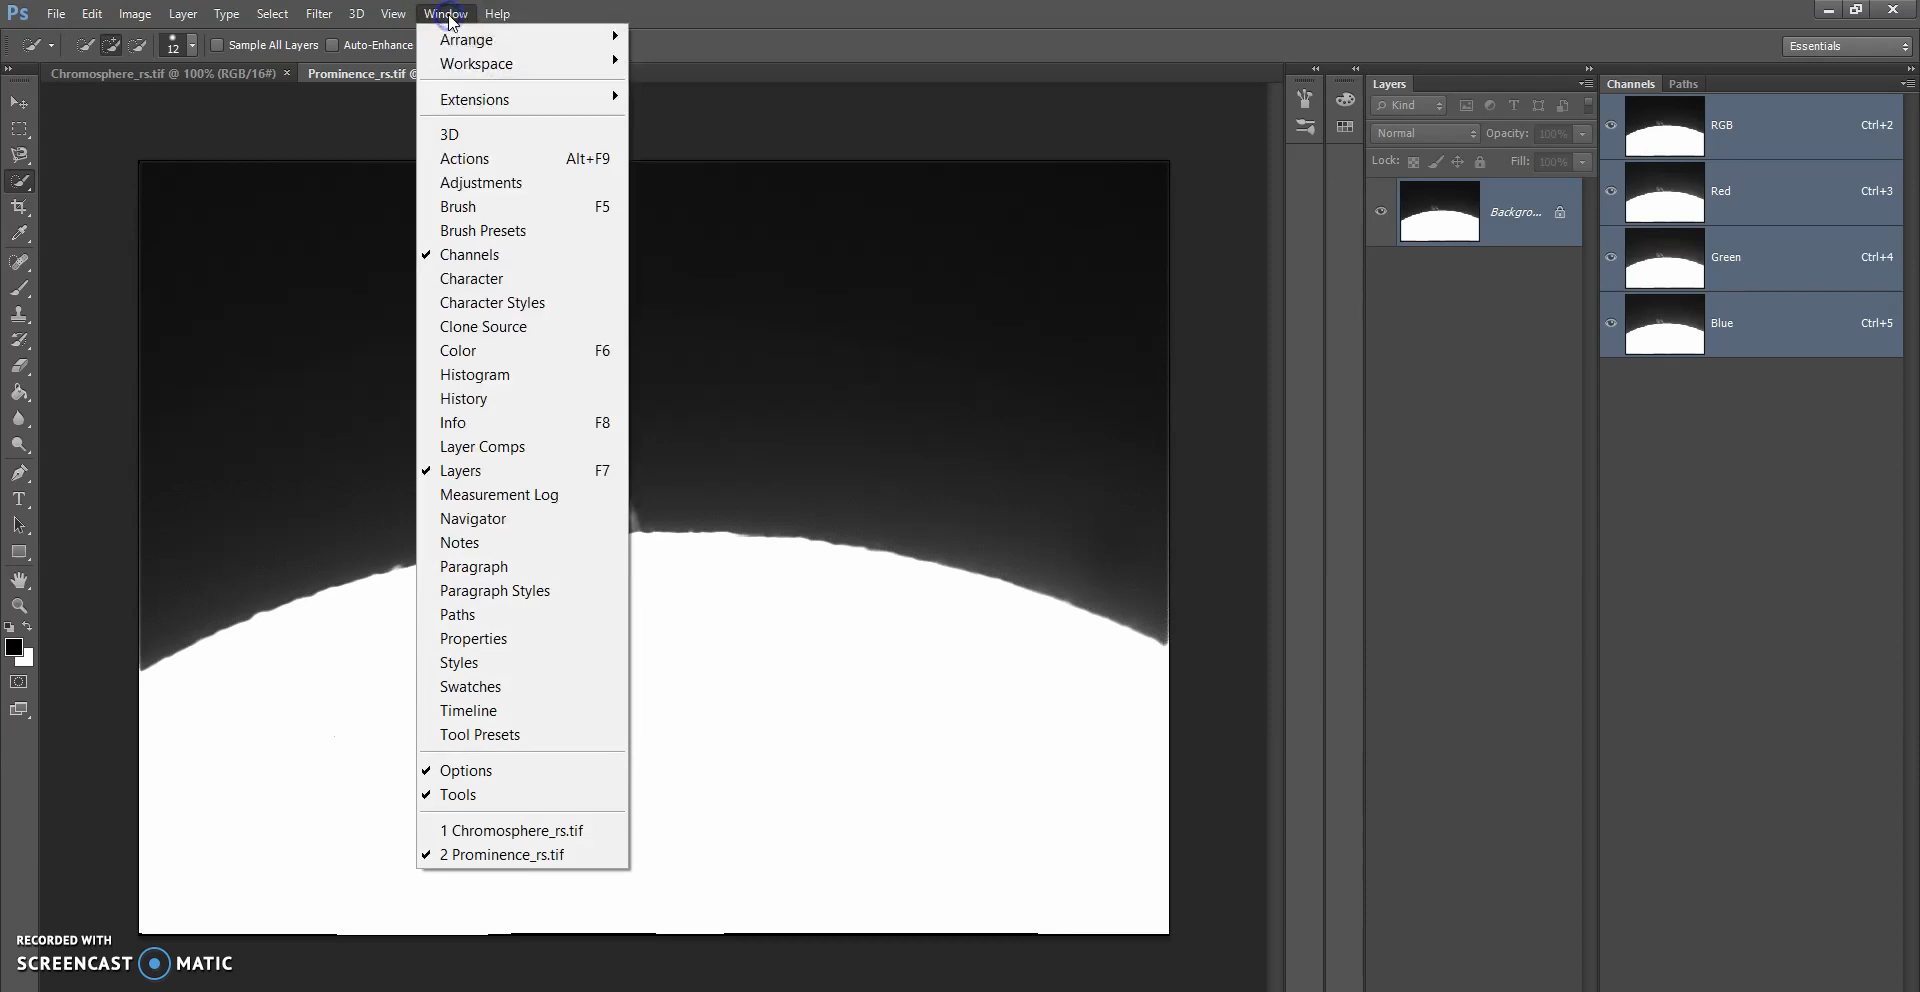 Ps File Edit Image Layer Type Select Filter 3D View Window Help
12 Sample All Layers Auto-Enhance Essentials
Chromosphere_rs.tif @ 100% (RGB/16#) × Prominence_rs.tif @
Arrange
Workspace
Extensions
3D
Actions Alt+F9
Adjustments
Brush F5
Brush Presets
Channels
Character
Character Styles
Clone Source
Color F6
Histogram
History
Info F8
Layer Comps
Layers F7
Measurement Log
Navigator
Notes
Paragraph
Paragraph Styles
Paths
Properties
Styles
Swatches
Timeline
Tool Presets
Options
Tools
1 Chromosphere_rs.tif
2 Prominence_rs.tif
Layers
Kind
Normal Opacity: 100%
Lock: Fill: 100%
Backgro...
Channels Paths
RGB Ctrl+2
Red Ctrl+3
Green Ctrl+4
Blue Ctrl+5
RECORDED WITH
SCREENCAST MATIC